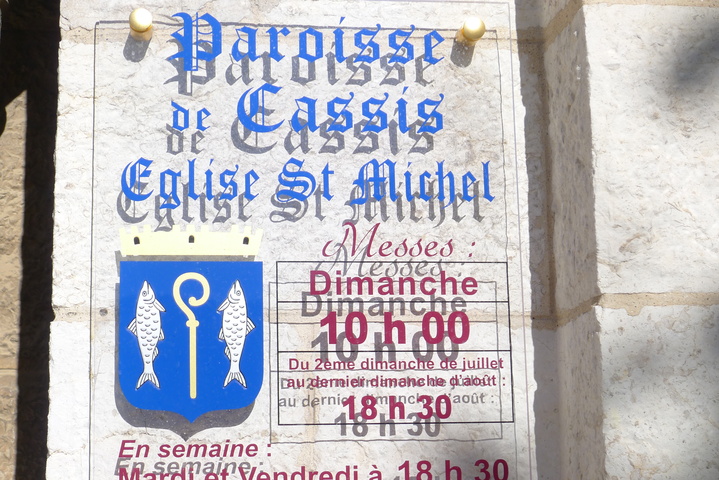 Paroisse
de Cassis
Eglise St Michel
Messes :
Dimanche
10 h 00
Du 2ème dimanche de juillet
au dernier dimanche d'août :
18 h 30
En semaine :
Mardi et Vendredi à 18 h 30